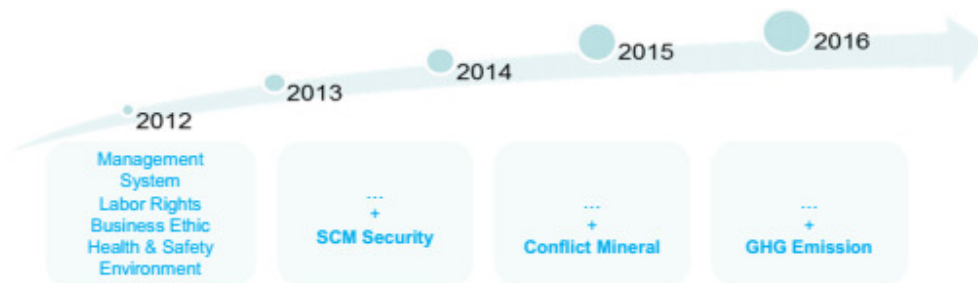 2012
2013
2014
2015
2016
Management
System
Labor Rights
Business Ethic
Health & Safety
Environment
---
+
SCM Security
---
+
Conflict Mineral
---
+
GHG Emission